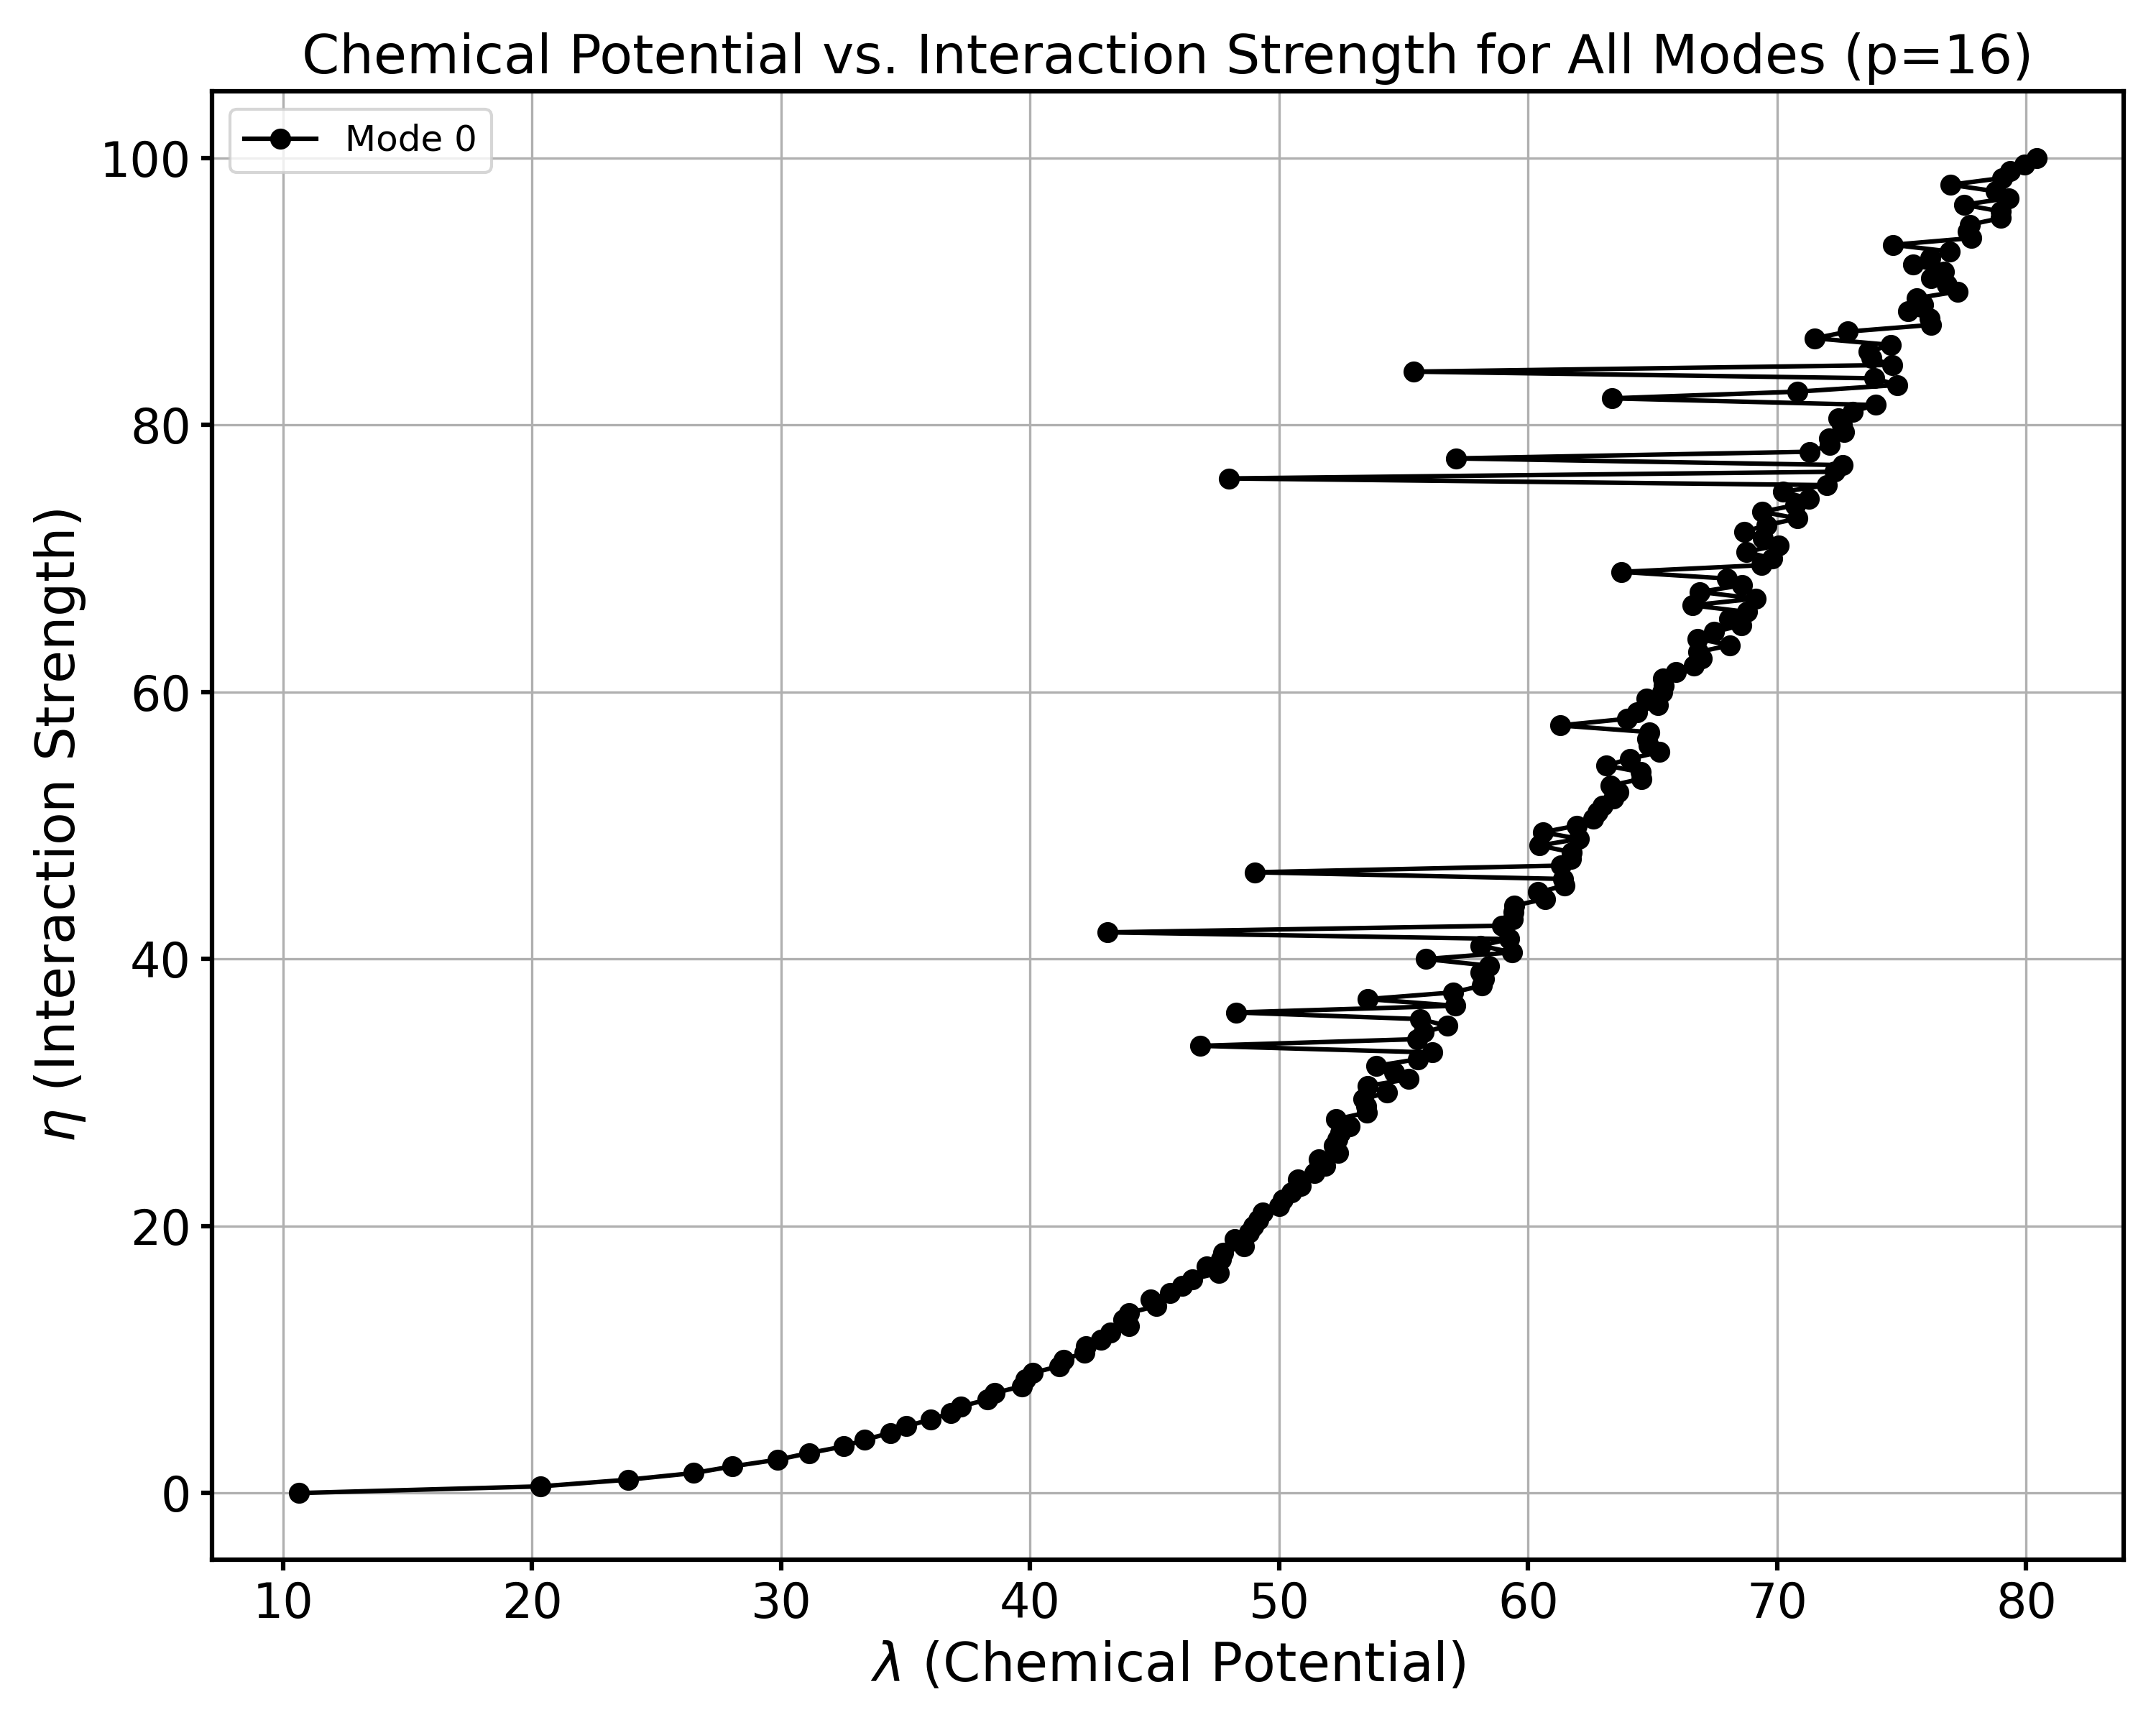 Chemical Potential vs. Interaction Strength for All Modes (p=16)
Mode 0
η (Interaction Strength)
100
80
60
40
20
0
10 20 30 40 50 60 70 80
λ (Chemical Potential)